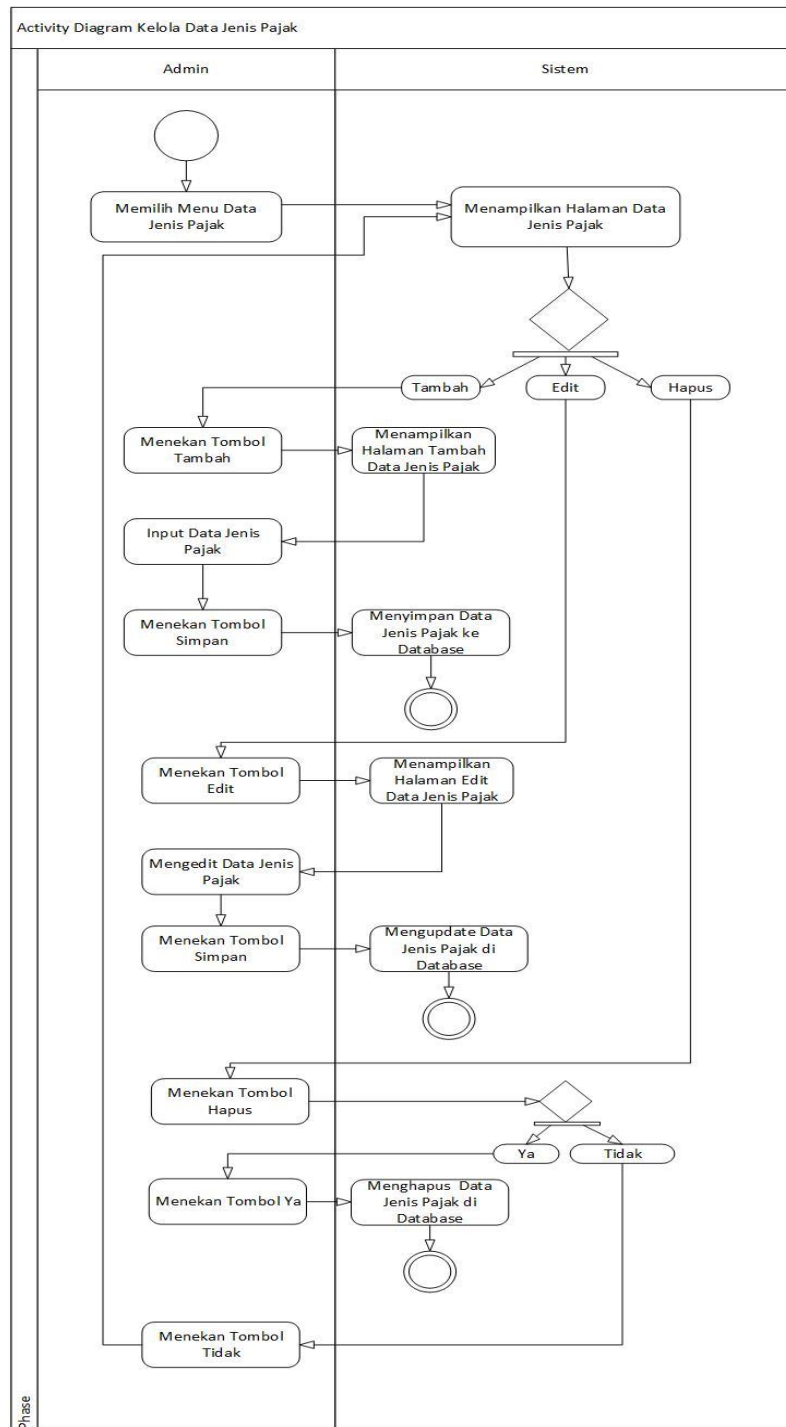 Activity Diagram Kelola Data Jenis Pajak
Admin
Sistem
Memilih Menu Data
Jenis Pajak
Menampilkan Halaman Data
Jenis Pajak
Tambah
Edit
Hapus
Menekan Tombol
Tambah
Menampilkan
Halaman Tambah
Data Jenis Pajak
Input Data Jenis
Pajak
Menekan Tombol
Simpan
Menyimpan Data
Jenis Pajak ke
Database
Menekan Tombol
Edit
Menampilkan
Halaman Edit
Data Jenis Pajak
Mengedit Data Jenis
Pajak
Menekan Tombol
Simpan
Mengupdate Data
Jenis Pajak di
Database
Menekan Tombol
Hapus
Ya
Tidak
Menekan Tombol Ya
Menghapus Data
Jenis Pajak di
Database
Menekan Tombol
Tidak
Phase